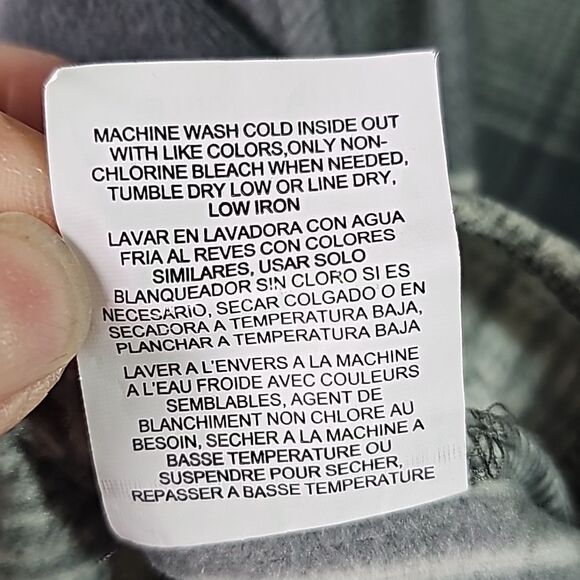 MACHINE WASH COLD INSIDE OUT
WITH LIKE COLORS,ONLY NON-
CHLORINE BLEACH WHEN NEEDED,
TUMBLE DRY LOW OR LINE DRY,
LOW IRON
LAVAR EN LAVADORA CON AGUA
FRIA AL REVES CON COLORES
SIMILARES, USAR SOLO
BLANQUEADOR SIN CLORO SI ES
NECESARIO, SECAR COLGADO O EN
SECADORA A TEMPERATURA BAJA,
PLANCHAR A TEMPERATURA BAJA
LAVER A L'ENVERS A LA MACHINE
A L'EAU FROIDE AVEC COULEURS
SEMBLABLES, AGENT DE
BLANCHIMENT NON CHLORE AU
BESOIN, SECHER A LA MACHINE A
BASSE TEMPERATURE OU
SUSPENDRE POUR SECHER,
REPASSER A BASSE TEMPERATURE